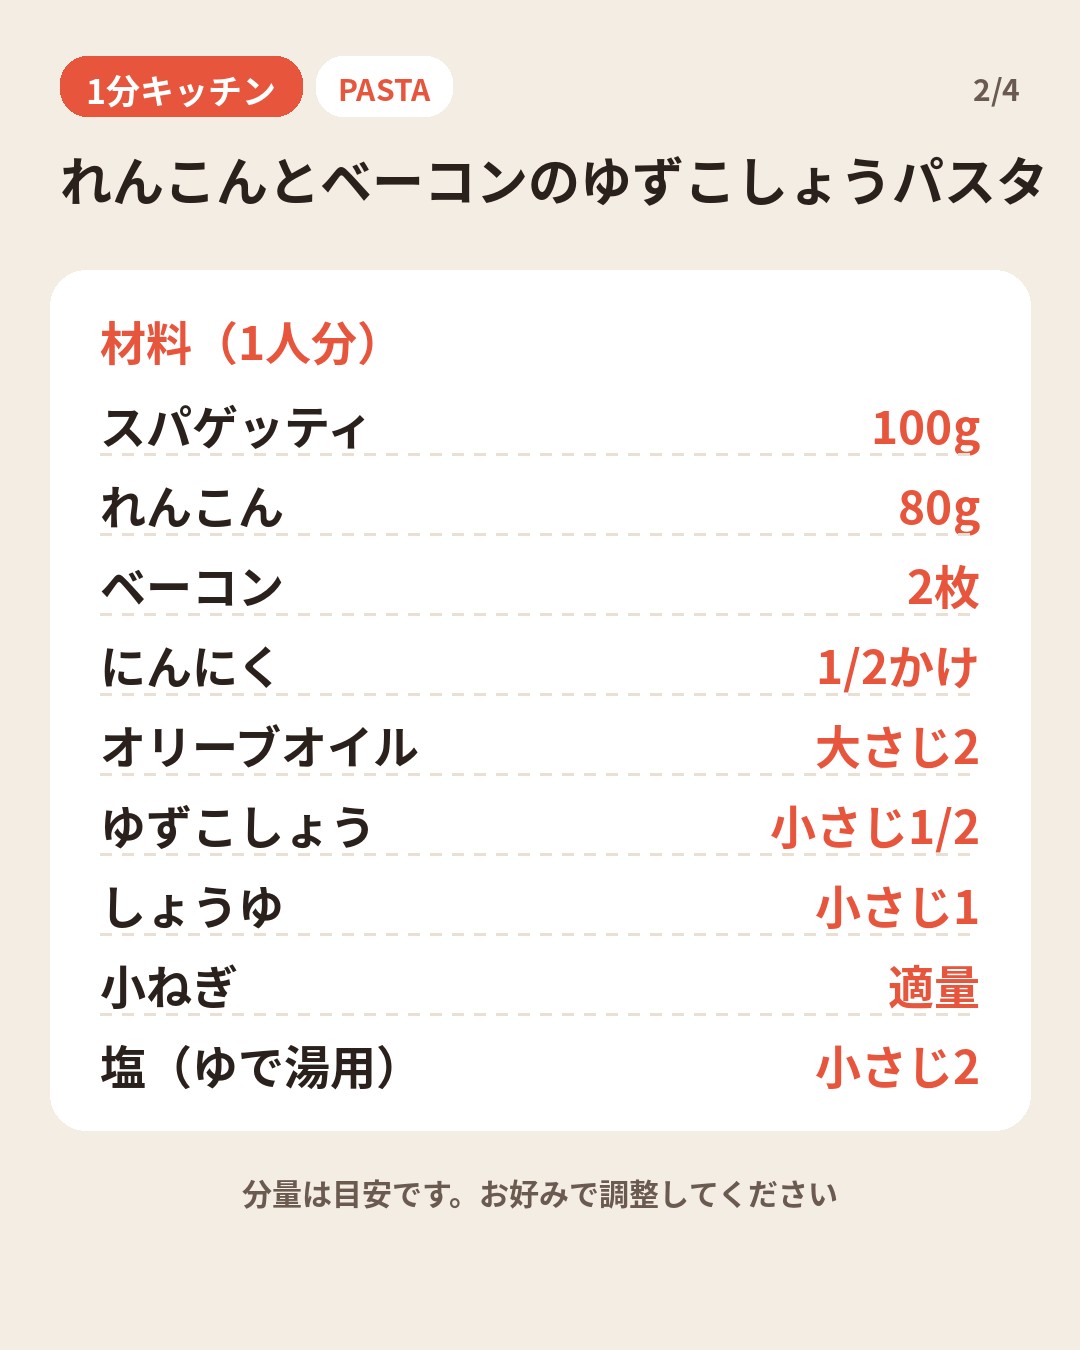 1分キッチン PASTA 2/4
れんこんとベーコンのゆずこしょうパスタ
材料（1人分）
スパゲッティ 100g
れんこん 80g
ベーコン 2枚
にんにく 1/2かけ
オリーブオイル 大さじ2
ゆずこしょう 小さじ1/2
しょうゆ 小さじ1
小ねぎ 適量
塩（ゆで湯用） 小さじ2
分量は目安です。お好みで調整してください